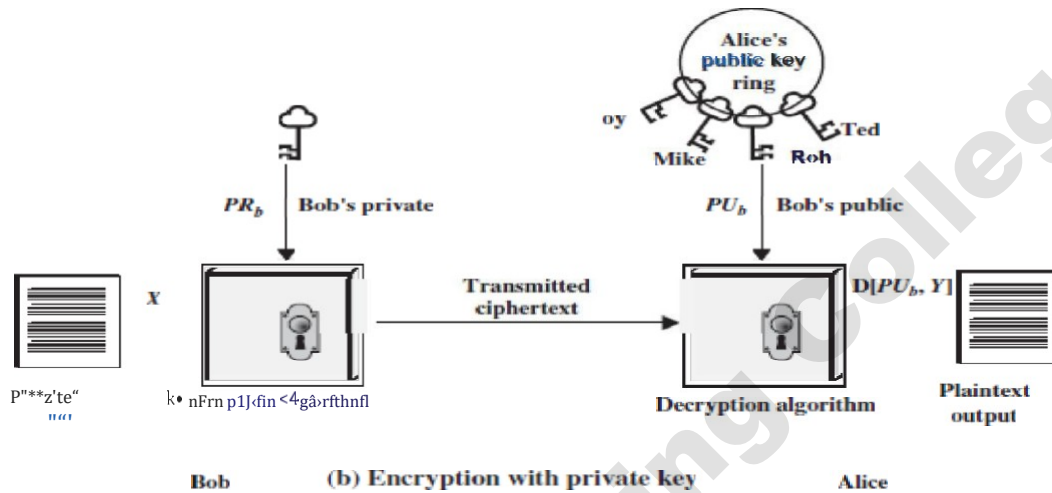 Alice's
public key
ring
oy
Mike
Roh
Ted
PRb
Bob's private
PUb
Bob's public
X
Transmitted
ciphertext
D[PUb, Y]
Decryption algorithm
Plaintext
output
Bob
(b) Encryption with private key
Alice